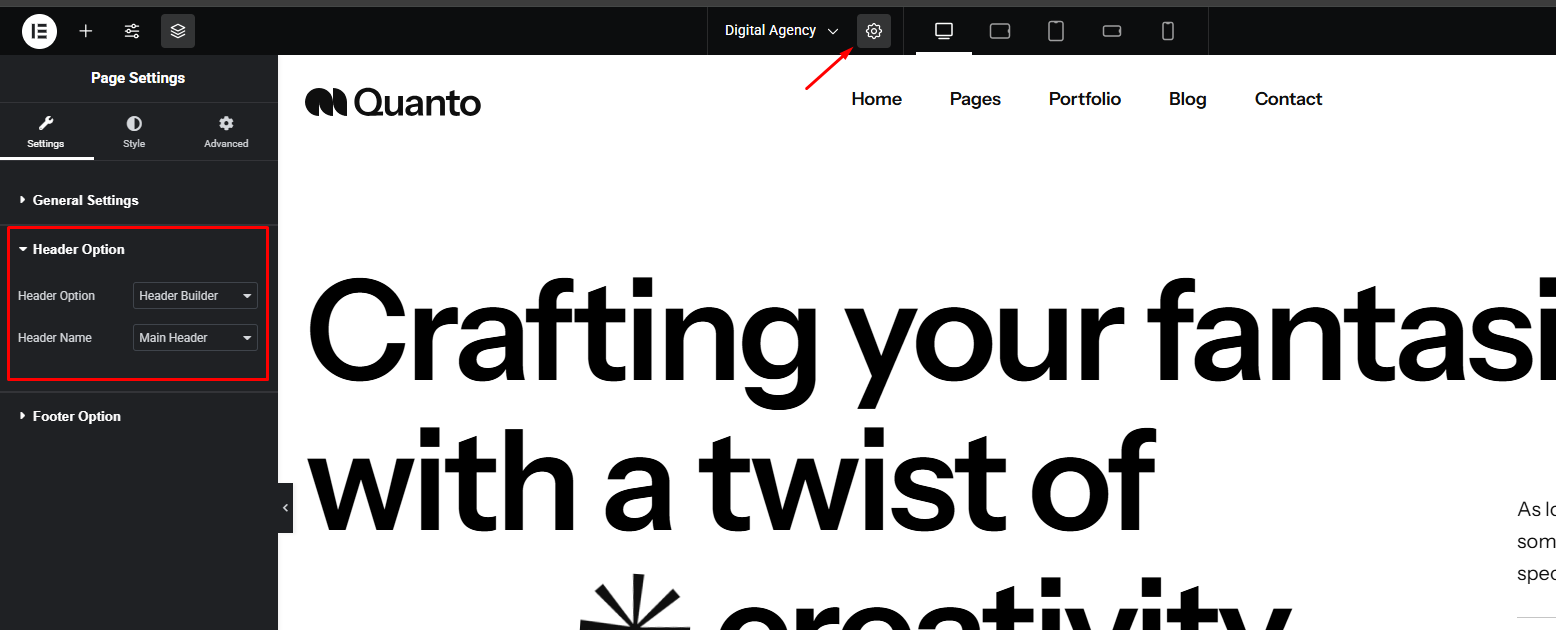 Digital Agency
Page Settings
Settings Style Advanced
General Settings
Header Option
Header Option Header Builder
Header Name Main Header
Footer Option
Quanto
Home Pages Portfolio Blog Contact
Crafting your fantasi
with a twist of
creativity
As lo
som
spec